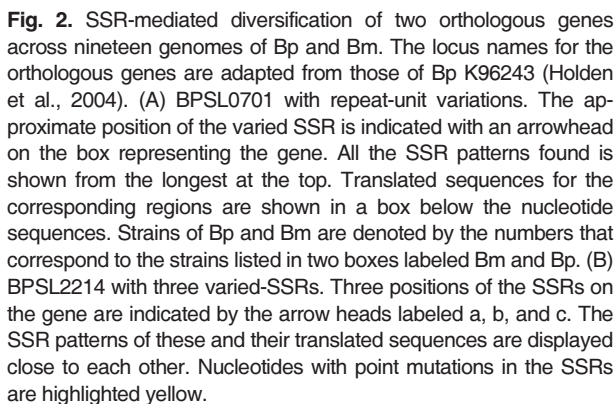 Fig. 2. SSR-mediated diversification of two orthologous genes
across nineteen genomes of Bp and Bm. The locus names for the
orthologous genes are adapted from those of Bp K96243 (Holden
et al., 2004). (A) BPSL0701 with repeat-unit variations. The ap-
proximate position of the varied SSR is indicated with an arrowhead
on the box representing the gene. All the SSR patterns found is
shown from the longest at the top. Translated sequences for the
corresponding regions are shown in a box below the nucleotide
sequences. Strains of Bp and Bm are denoted by the numbers that
correspond to the strains listed in two boxes labeled Bm and Bp. (B)
BPSL2214 with three varied-SSRs. Three positions of the SSRs on
the gene are indicated by the arrow heads labeled a, b, and c. The
SSR patterns of these and their translated sequences are displayed
close to each other. Nucleotides with point mutations in the SSRs
are highlighted yellow.